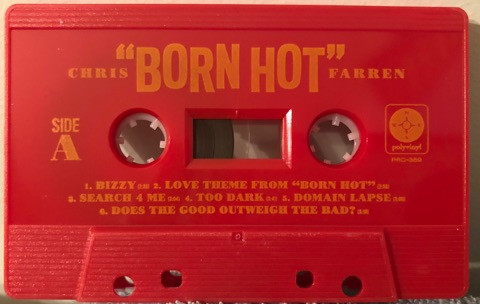 "BORN HOT"
CHRIS FARREN
SIDE
A
polyvinyl
1. BIZZY 2. LOVE THEME FROM "BORN HOT"
3. SEARCH 4 ME 4. TOO DARK 5. DOMAIN LAPSE
6. DOES THE GOOD OUTWEIGH THE BAD?